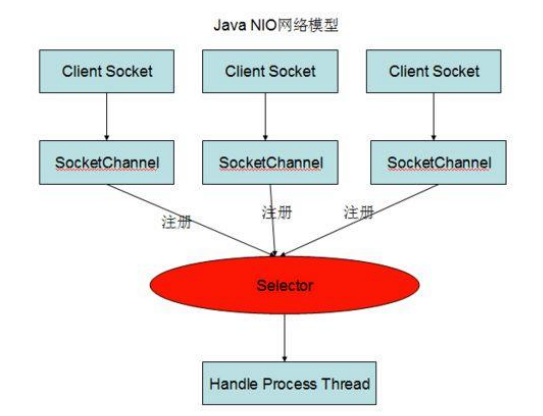 Java NIO网络模型
Client Socket
Client Socket
Client Socket
SocketChannel
SocketChannel
SocketChannel
注册
注册
注册
Selector
Handle Process Thread